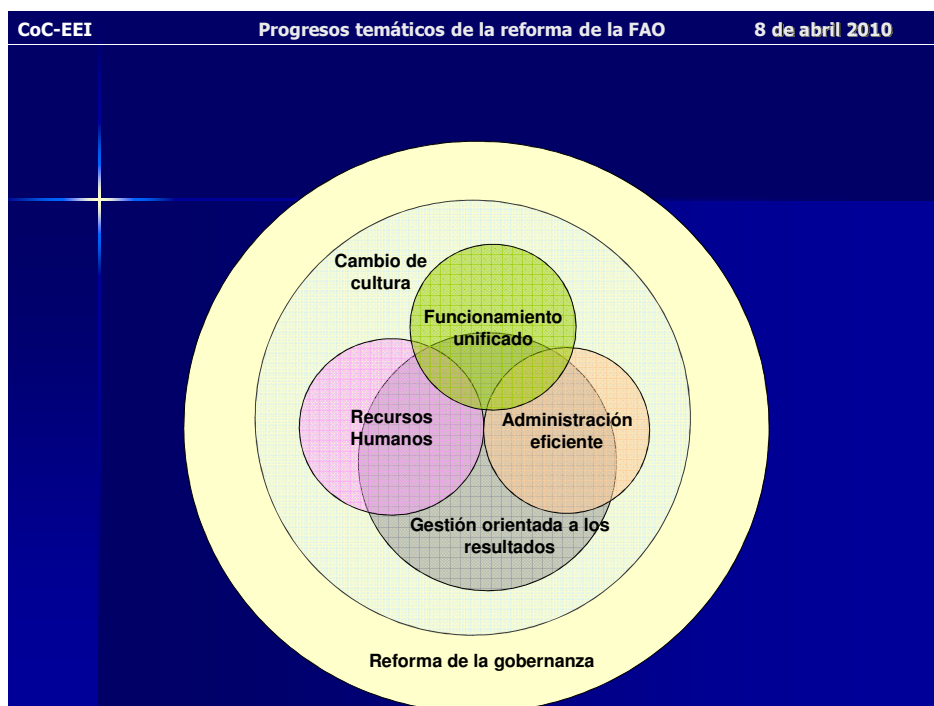 CoC-EEI Progresos temáticos de la reforma de la FAO 8 de abril 2010
Cambio de
cultura
Funcionamiento
unificado
Recursos
Humanos
Administración
eficiente
Gestión orientada a los
resultados
Reforma de la gobernanza